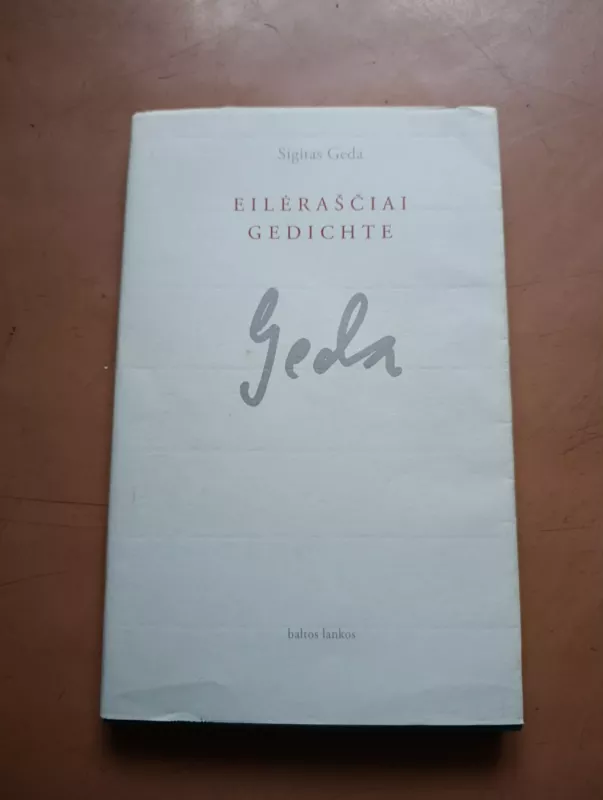 Sigitas Geda
EILĖRAŠČIAI
GEDICHTE
Geda
baltos lankos